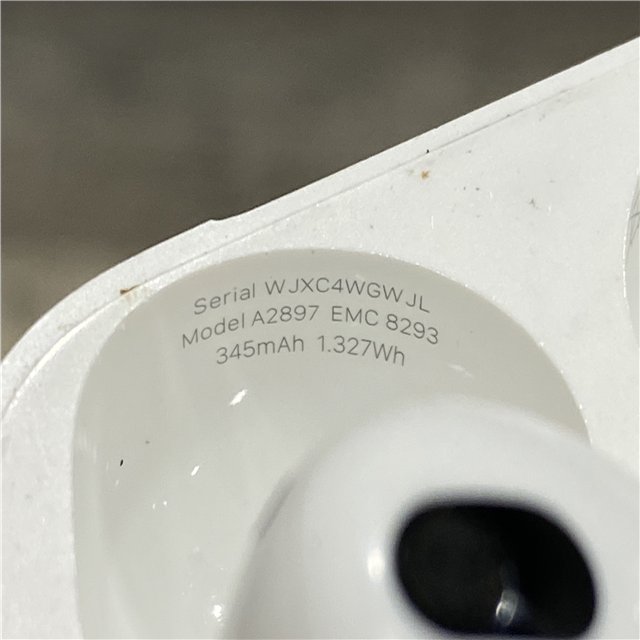 Serial WJXC4WGWJL
Model A2897 EMC 8293
345mAh 1.327Wh